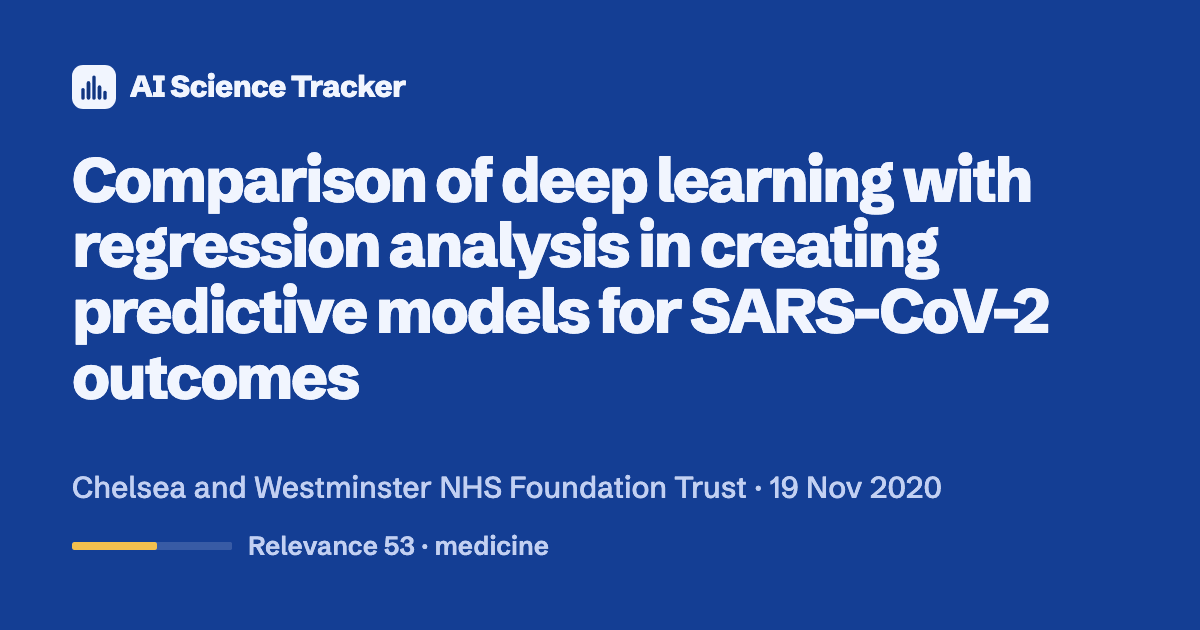 AI Science Tracker
Comparison of deep learning with
regression analysis in creating
predictive models for SARS-CoV-2
outcomes
Chelsea and Westminster NHS Foundation Trust · 19 Nov 2020
Relevance 53 · medicine